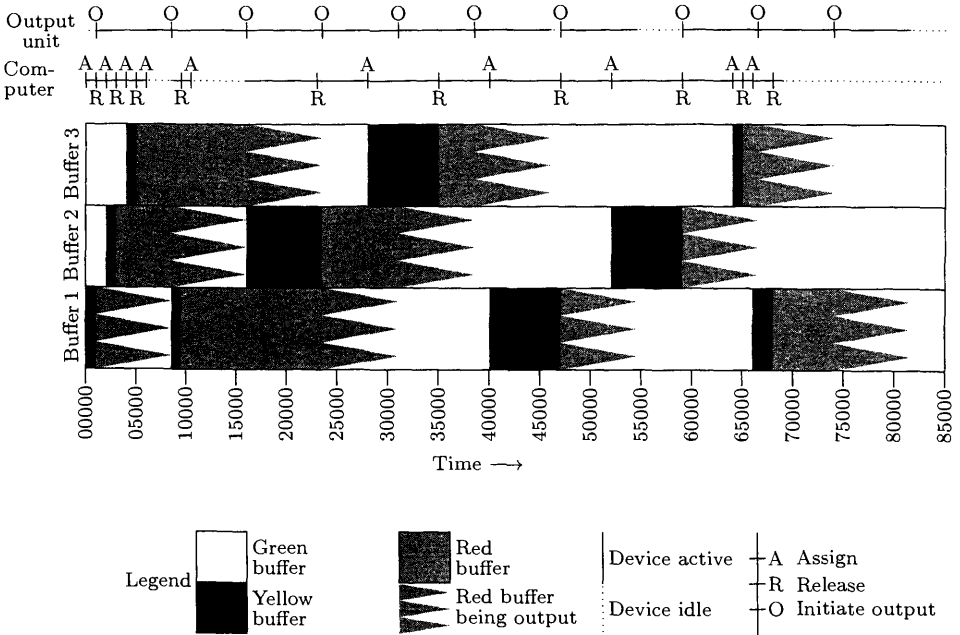 Output unit
O O O O O O O O O O
Com-
puter
A A A A A A A A A A A
R R R R R R R R R R
Buffer 3
Buffer 2
Buffer 1
00000 05000 10000 15000 20000 25000 30000 35000 40000 45000 50000 55000 60000 65000 70000 75000 80000 85000
Time →
Legend
Green
buffer
Yellow
buffer
Red
buffer
Red buffer
being output
Device active
Device idle
A Assign
R Release
O Initiate output